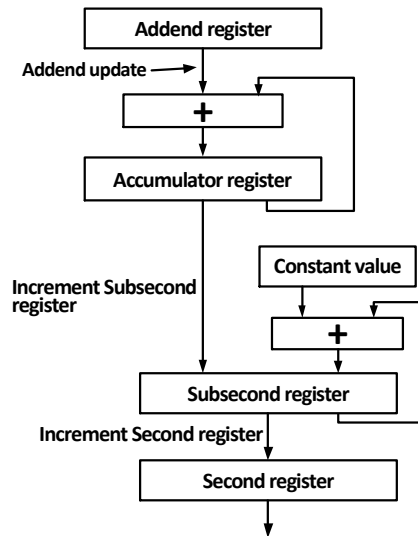 Addend register
Addend update
+
Accumulator register
Increment Subsecond
register
Constant value
+
Subsecond register
Increment Second register
Second register